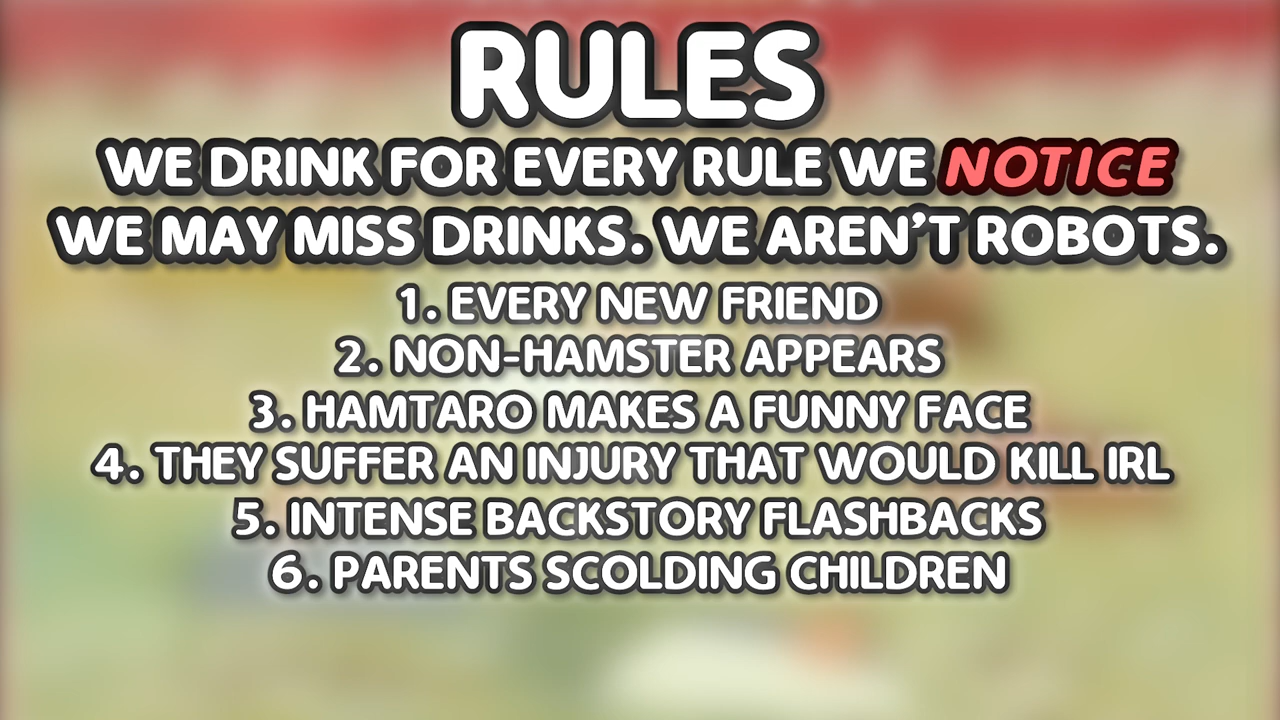 RULES
WE DRINK FOR EVERY RULE WE NOTICE
WE MAY MISS DRINKS. WE AREN'T ROBOTS.
1. EVERY NEW FRIEND
2. NON-HAMSTER APPEARS
3. HAMTARO MAKES A FUNNY FACE
4. THEY SUFFER AN INJURY THAT WOULD KILL IRL
5. INTENSE BACKSTORY FLASHBACKS
6. PARENTS SCOLDING CHILDREN